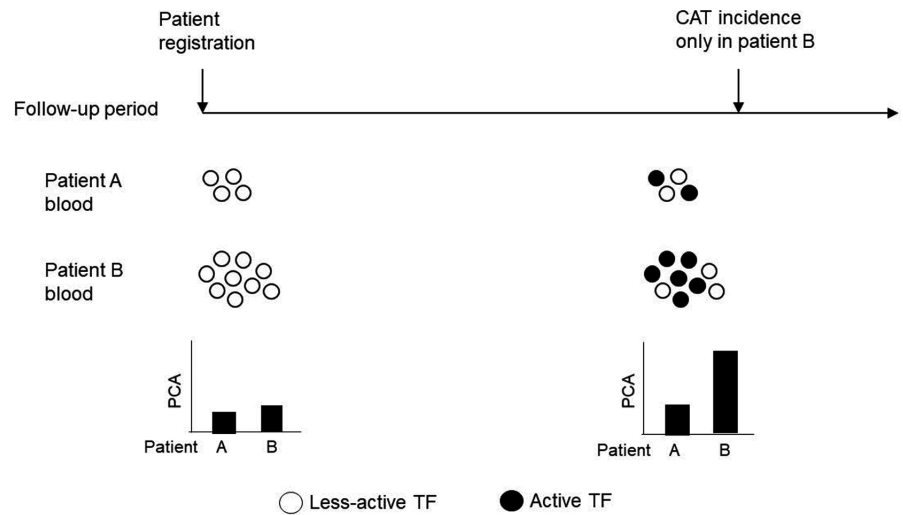 Patient
registration
CAT incidence
only in patient B
Follow-up period
Patient A
blood
Patient B
blood
PCA
Patient A B
PCA
Patient A B
Less-active TF
Active TF